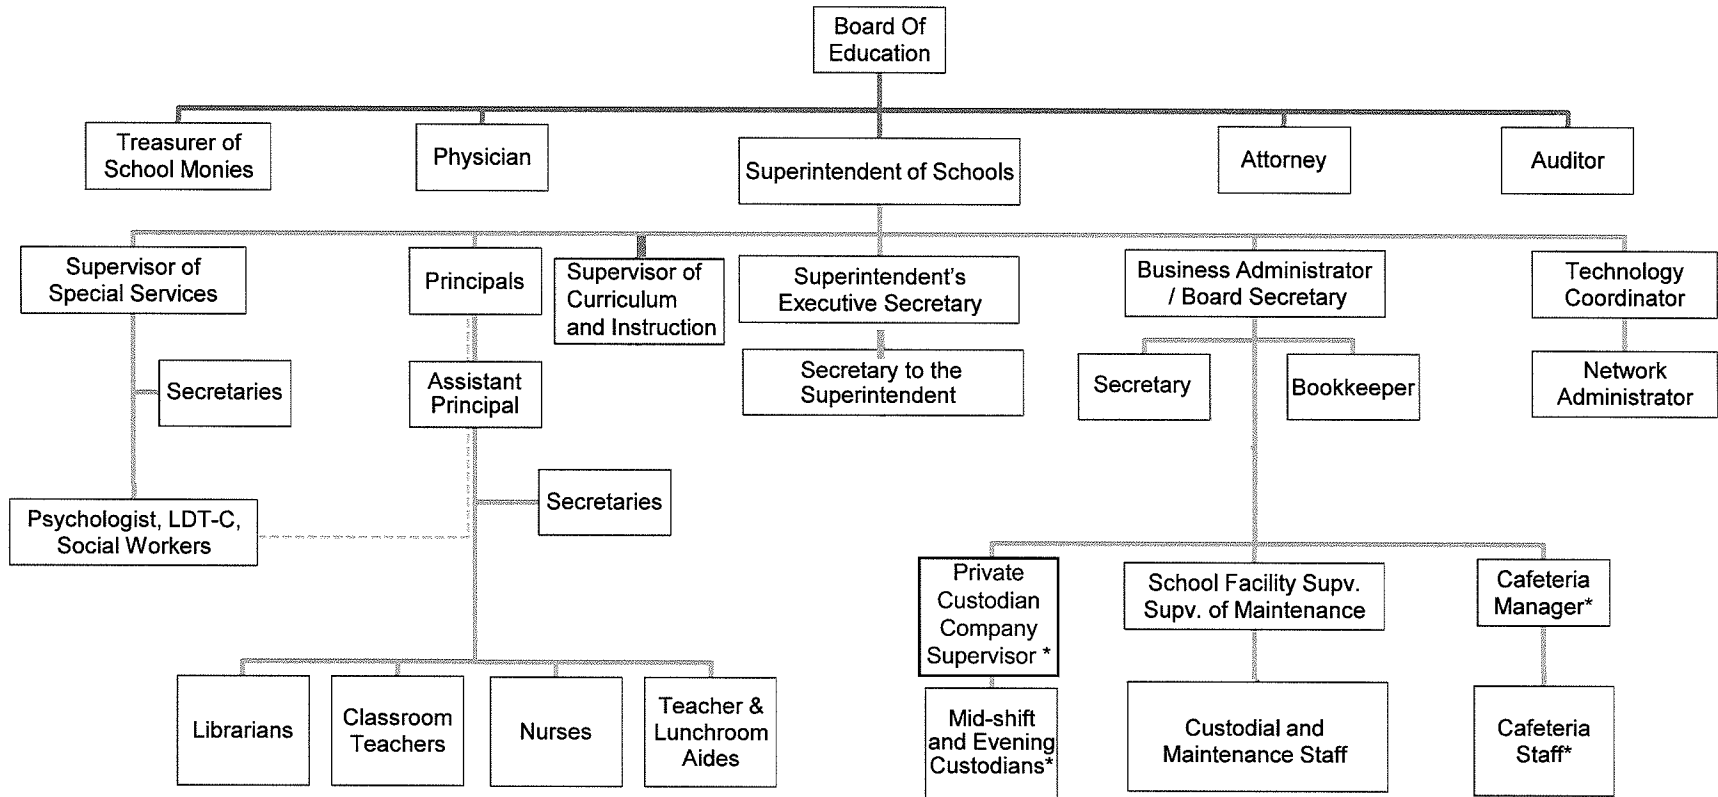 Board Of
Education
Treasurer of
School Monies
Physician
Superintendent of Schools
Attorney
Auditor
Supervisor of
Special Services
Principals
Supervisor of
Curriculum
and Instruction
Superintendent's
Executive Secretary
Business Administrator
/ Board Secretary
Technology
Coordinator
Secretaries
Assistant
Principal
Secretary to the
Superintendent
Secretary
Bookkeeper
Network
Administrator
Psychologist, LDT-C,
Social Workers
Secretaries
Private
Custodian
Company
Supervisor *
School Facility Supv.
Supv. of Maintenance
Cafeteria
Manager*
Librarians
Classroom
Teachers
Nurses
Teacher &
Lunchroom
Aides
Mid-shift
and Evening
Custodians*
Custodial and
Maintenance Staff
Cafeteria
Staff*